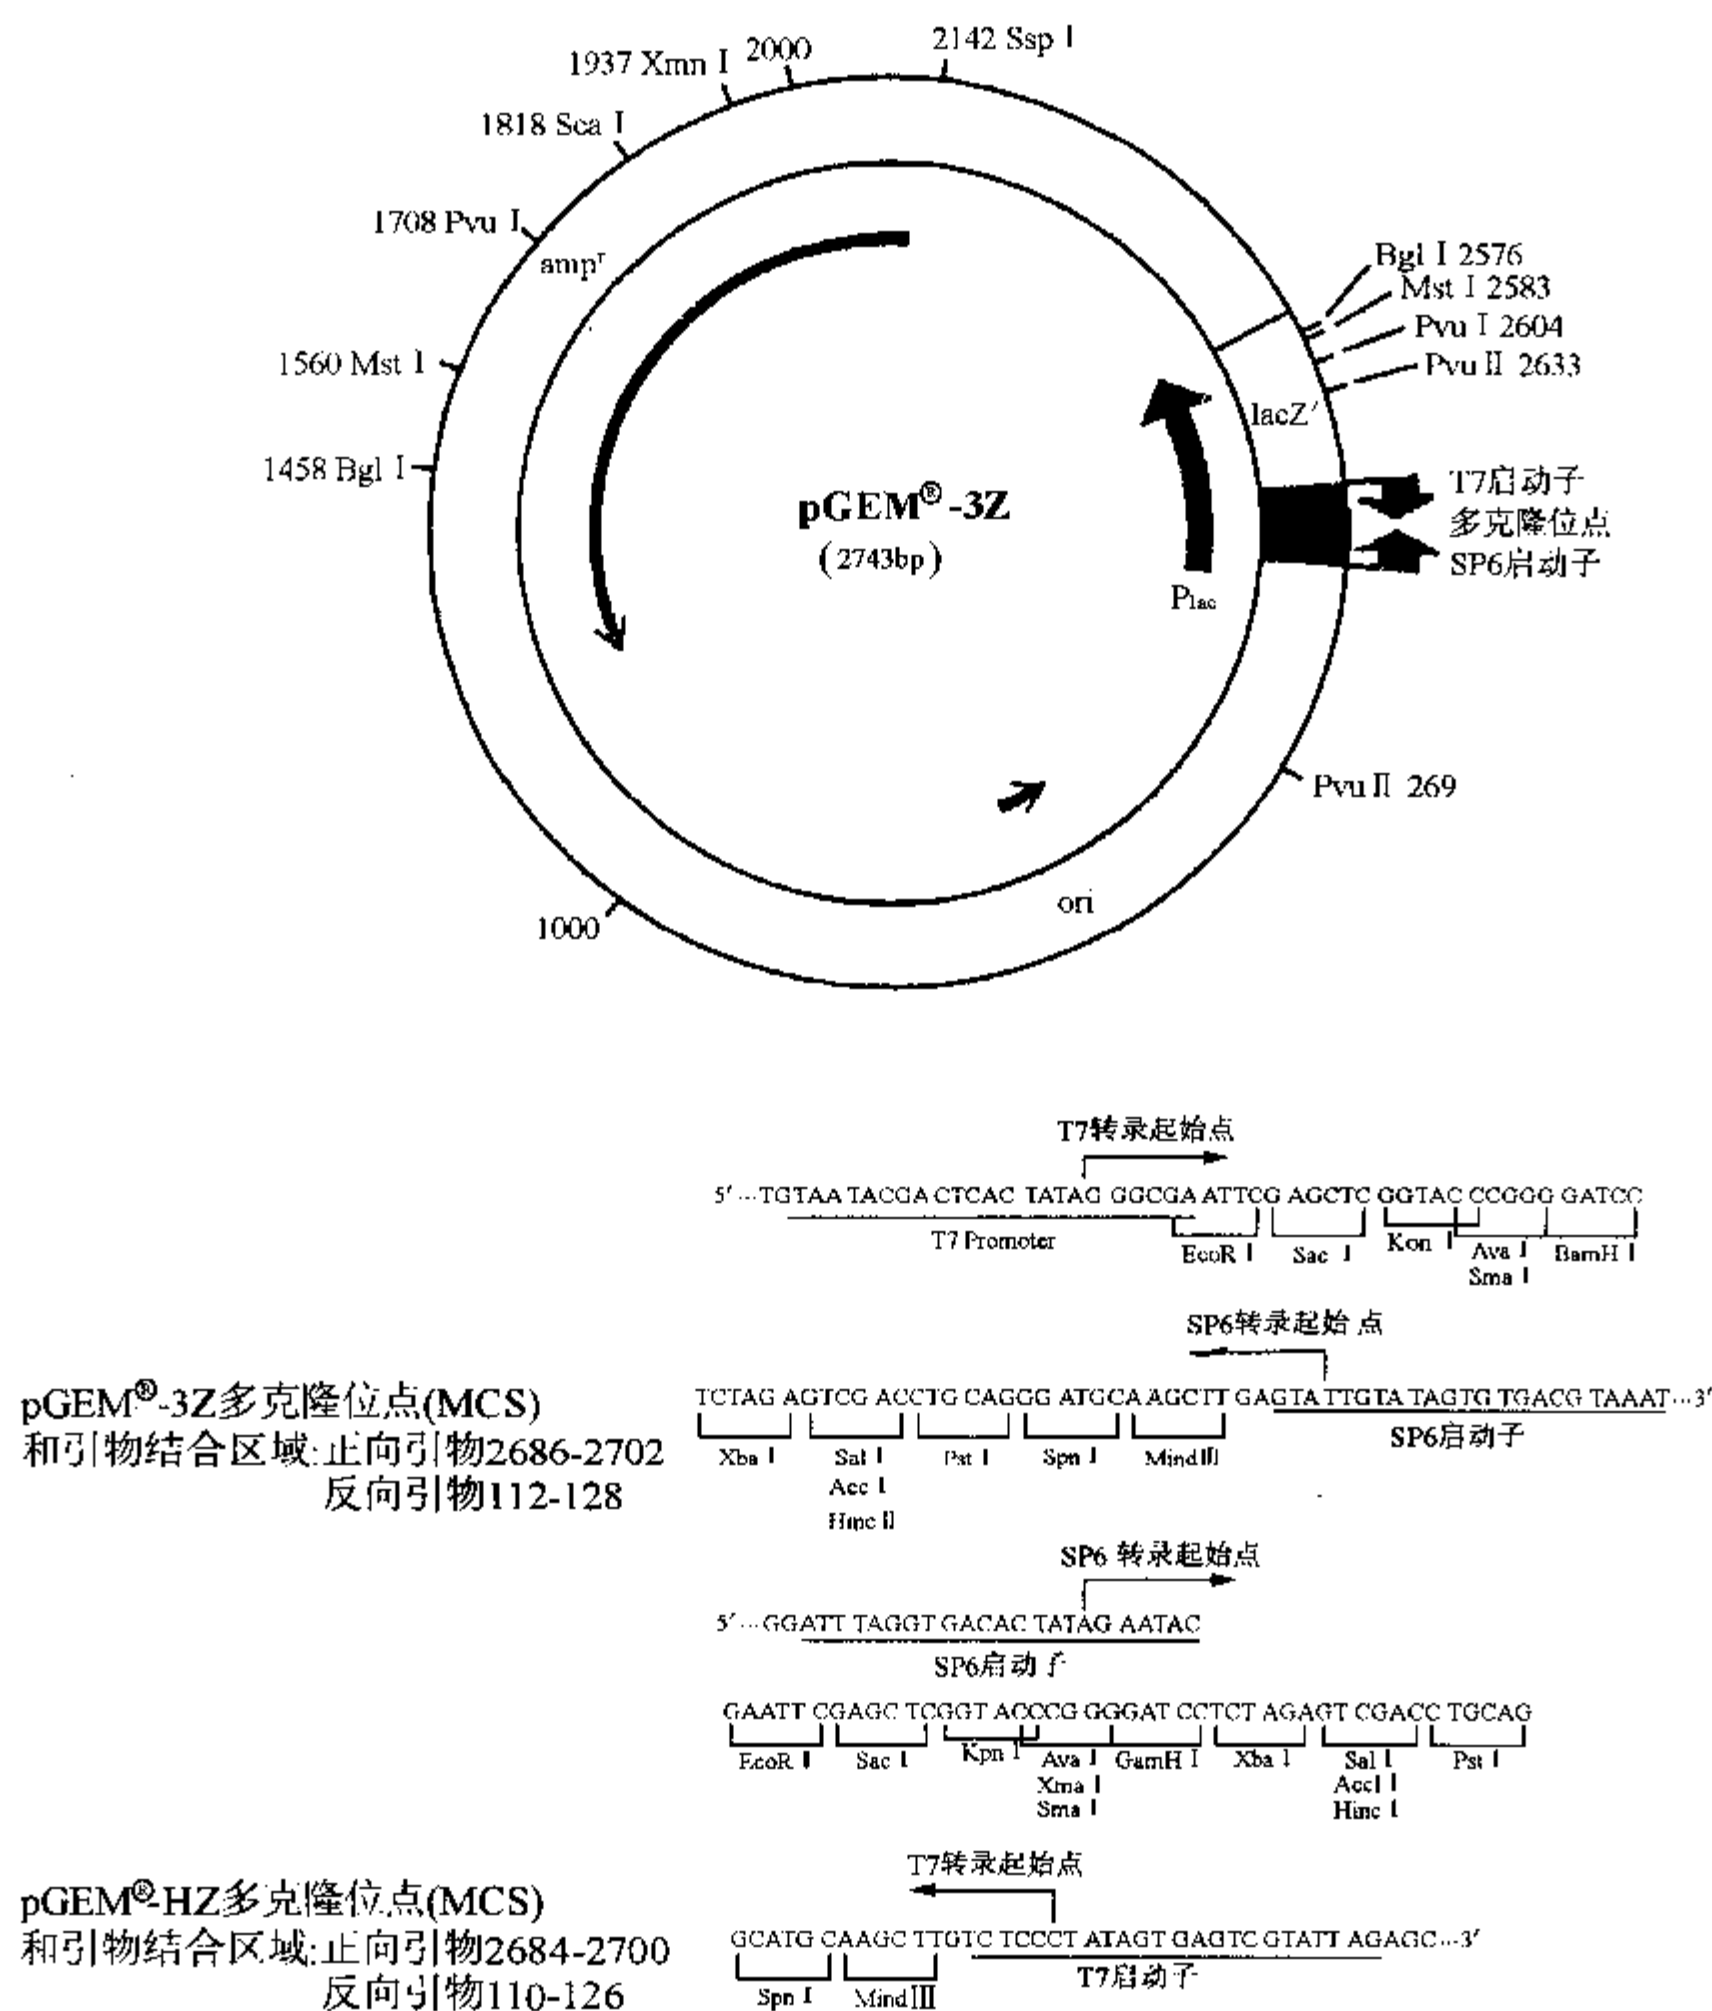 2142 Ssp I
2000
1937 Xmn I
1818 Sca I
1708 Pvu I
ampʳ
1560 Mst I
1458 Bgl I
Bgl I 2576
Mst I 2583
Pvu I 2604
Pvu II 2633
lacZ′
pGEM®-3Z
(2743bp)
Plac
T7启动子
多克隆位点
SP6启动子
Pvu II 269
ori
1000
T7转录起始点
5′…TGTAA TACGA CTCAC TATAG GGCGA ATTCG AGCTC GGTAC CCGGG GATCC
T7 Promoter
EcoR I Sac I Kon I Ava I BamH I
Sma I
SP6转录起始点
TCTAG AGTCG ACCTGC CAGGG ATGCA AGCTT GAGTA TTGTA TAGTG TGACG TAAAT…3′
SP6启动子
Xba I Sal I Pst I Spn I MindIII
Acc I
Hinc II
pGEM®-3Z多克隆位点(MCS)
和引物结合区域:正向引物2686-2702
反向引物112-128
SP6 转录起始点
5′…GGATT TAGGT GACAC TATAG AATAC
SP6启动子
GAATT CGAGC TCGGT ACCCG GGGAT CCTCT AGAGT CGACC TGCAG
EcoR I Sac I Kpn I Ava I GamH I Xba I Sal I Pst I
Xma I AccI I
Sma I Hinc I
T7转录起始点
GCATG CAAGC TTGTC TCCCT ATAGT GAGTC GTATT AGAGC…3′
T7启动子
Spn I MindIII
pGEM®-HZ多克隆位点(MCS)
和引物结合区域:正向引物2684-2700
反向引物110-126